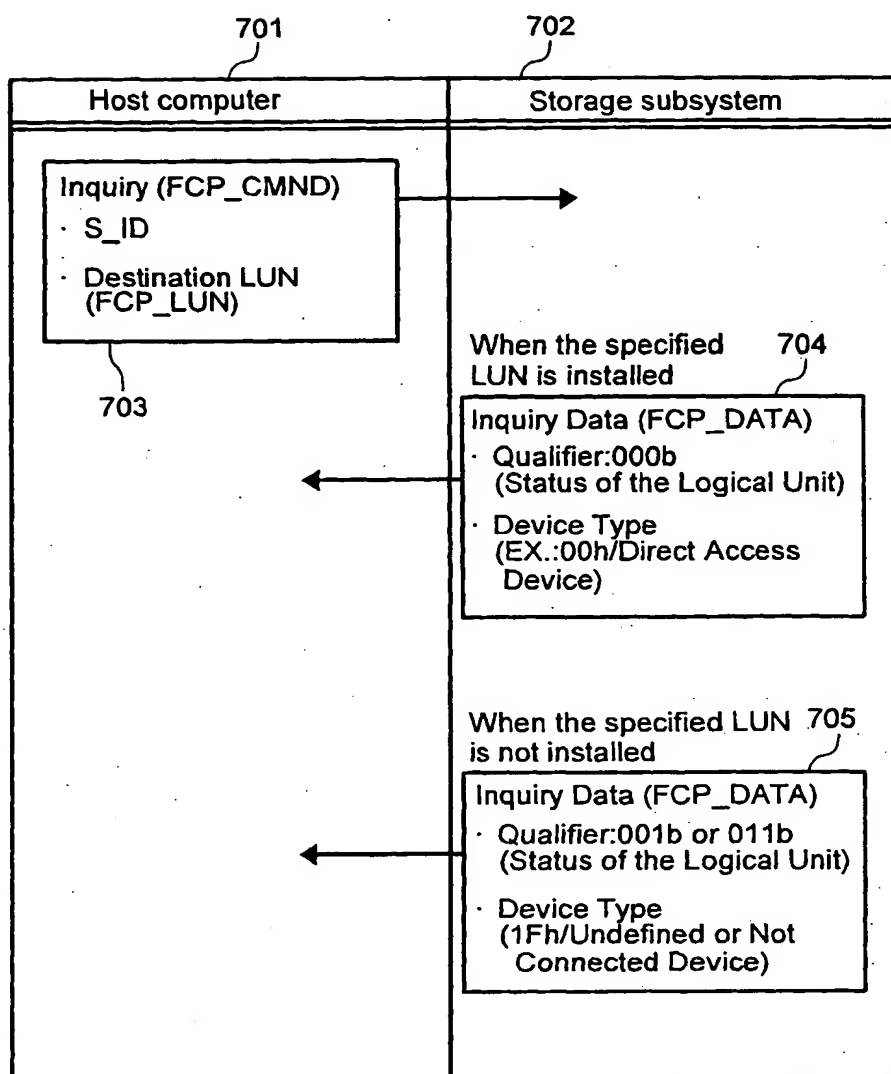 701
702
Host computer
Storage subsystem
Inquiry (FCP_CMND)
· S_ID
· Destination LUN
(FCP_LUN)
703
When the specified 704
LUN is installed
Inquiry Data (FCP_DATA)
· Qualifier:000b
(Status of the Logical Unit)
· Device Type
(EX.:00h/Direct Access
Device)
When the specified LUN 705
is not installed
Inquiry Data (FCP_DATA)
· Qualifier:001b or 011b
(Status of the Logical Unit)
· Device Type
(1Fh/Undefined or Not
Connected Device)